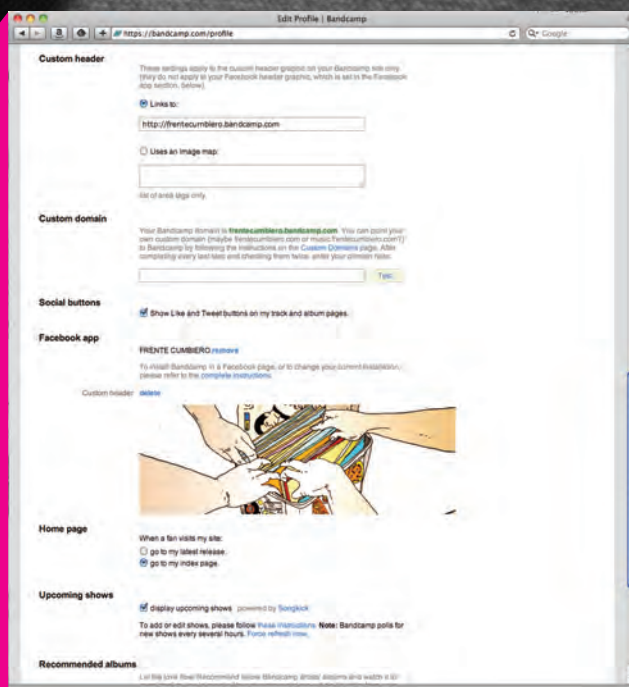 Edit Profile | Bandcamp
https://bandcamp.com/profile
Google
Custom header
These settings apply to the custom header graphic on your Bandcamp site only
(they do not apply to your Facebook header graphic, which is set in the Facebook
app section, below).
Links to:
http://frentecumbiero.bandcamp.com
Uses an image map:
list of area tags only.
Custom domain
Your Bandcamp domain is frentecumbiero.bandcamp.com. You can point your
own custom domain (maybe frentecumbiero.com or music.frentecumbiero.com?)
to Bandcamp by following the instructions on the Custom Domains page. After
completing every last step and checking them twice, enter your domain here:
Test
Social buttons
Show Like and Tweet buttons on my track and album pages.
Facebook app
FRENTE CUMBIERO remove
To install Bandcamp in a Facebook page, or to change your current installation,
please refer to the complete instructions.
Custom header delete
Home page
When a fan visits my site:
go to my latest release.
go to my index page.
Upcoming shows
display upcoming shows powered by Songkick
To add or edit shows, please follow these instructions. Note: Bandcamp polls for
new shows every several hours. Force refresh now.
Recommended albums